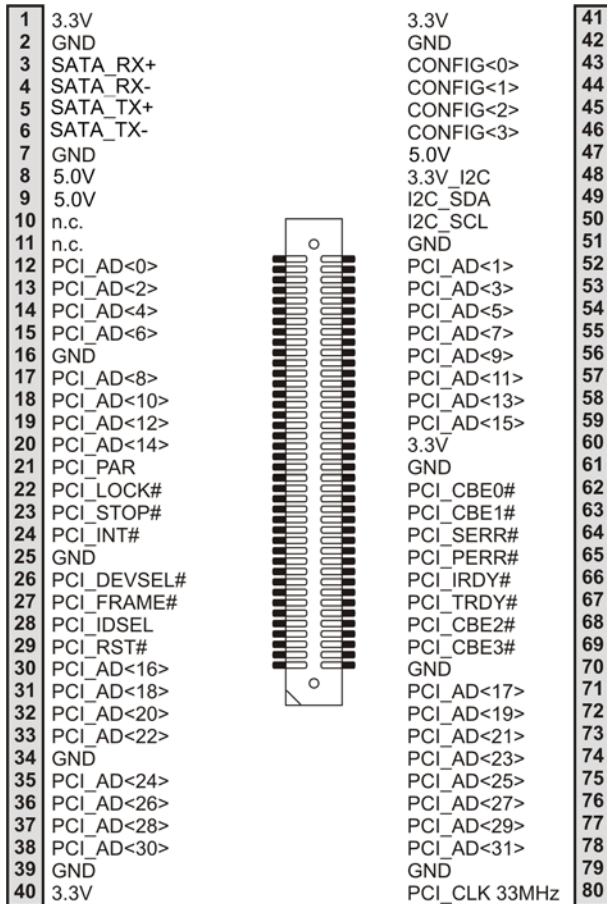 1 3.3V 3.3V 41
2 GND GND 42
3 SATA_RX+ CONFIG<0> 43
4 SATA_RX- CONFIG<1> 44
5 SATA_TX+ CONFIG<2> 45
6 SATA_TX- CONFIG<3> 46
7 GND 5.0V 47
8 5.0V 3.3V_I2C 48
9 5.0V I2C_SDA 49
10 n.c. I2C_SCL 50
11 n.c. GND 51
12 PCI_AD<0> PCI_AD<1> 52
13 PCI_AD<2> PCI_AD<3> 53
14 PCI_AD<4> PCI_AD<5> 54
15 PCI_AD<6> PCI_AD<7> 55
16 GND PCI_AD<9> 56
17 PCI_AD<8> PCI_AD<11> 57
18 PCI_AD<10> PCI_AD<13> 58
19 PCI_AD<12> PCI_AD<15> 59
20 PCI_AD<14> 3.3V 60
21 PCI_PAR GND 61
22 PCI_LOCK# PCI_CBE0# 62
23 PCI_STOP# PCI_CBE1# 63
24 PCI_INT# PCI_SERR# 64
25 GND PCI_PERR# 65
26 PCI_DEVSEL# PCI_IRDY# 66
27 PCI_FRAME# PCI_TRDY# 67
28 PCI_IDSEL PCI_CBE2# 68
29 PCI_RST# PCI_CBE3# 69
30 PCI_AD<16> GND 70
31 PCI_AD<18> PCI_AD<17> 71
32 PCI_AD<20> PCI_AD<19> 72
33 PCI_AD<22> PCI_AD<21> 73
34 GND PCI_AD<23> 74
35 PCI_AD<24> PCI_AD<25> 75
36 PCI_AD<26> PCI_AD<27> 76
37 PCI_AD<28> PCI_AD<29> 77
38 PCI_AD<30> PCI_AD<31> 78
39 GND GND 79
40 3.3V PCI_CLK 33MHz 80